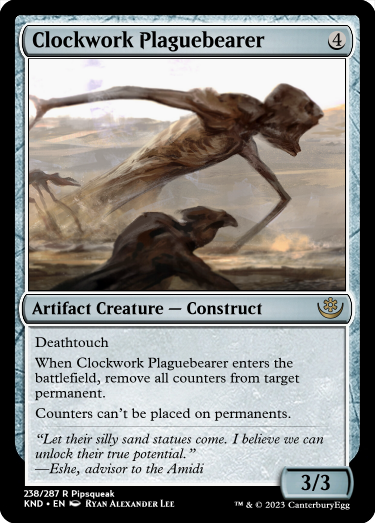 Clockwork Plaguebearer 4
Artifact Creature — Construct
Deathtouch
When Clockwork Plaguebearer enters the
battlefield, remove all counters from target
permanent.
Counters can't be placed on permanents.
“Let their silly sand statues come. I believe we can
unlock their true potential.”
—Eshe, advisor to the Amidi
3/3
238/287 R Pipsqueak
KND • EN Ryan Alexander Lee
™ & © 2023 CanterburyEgg